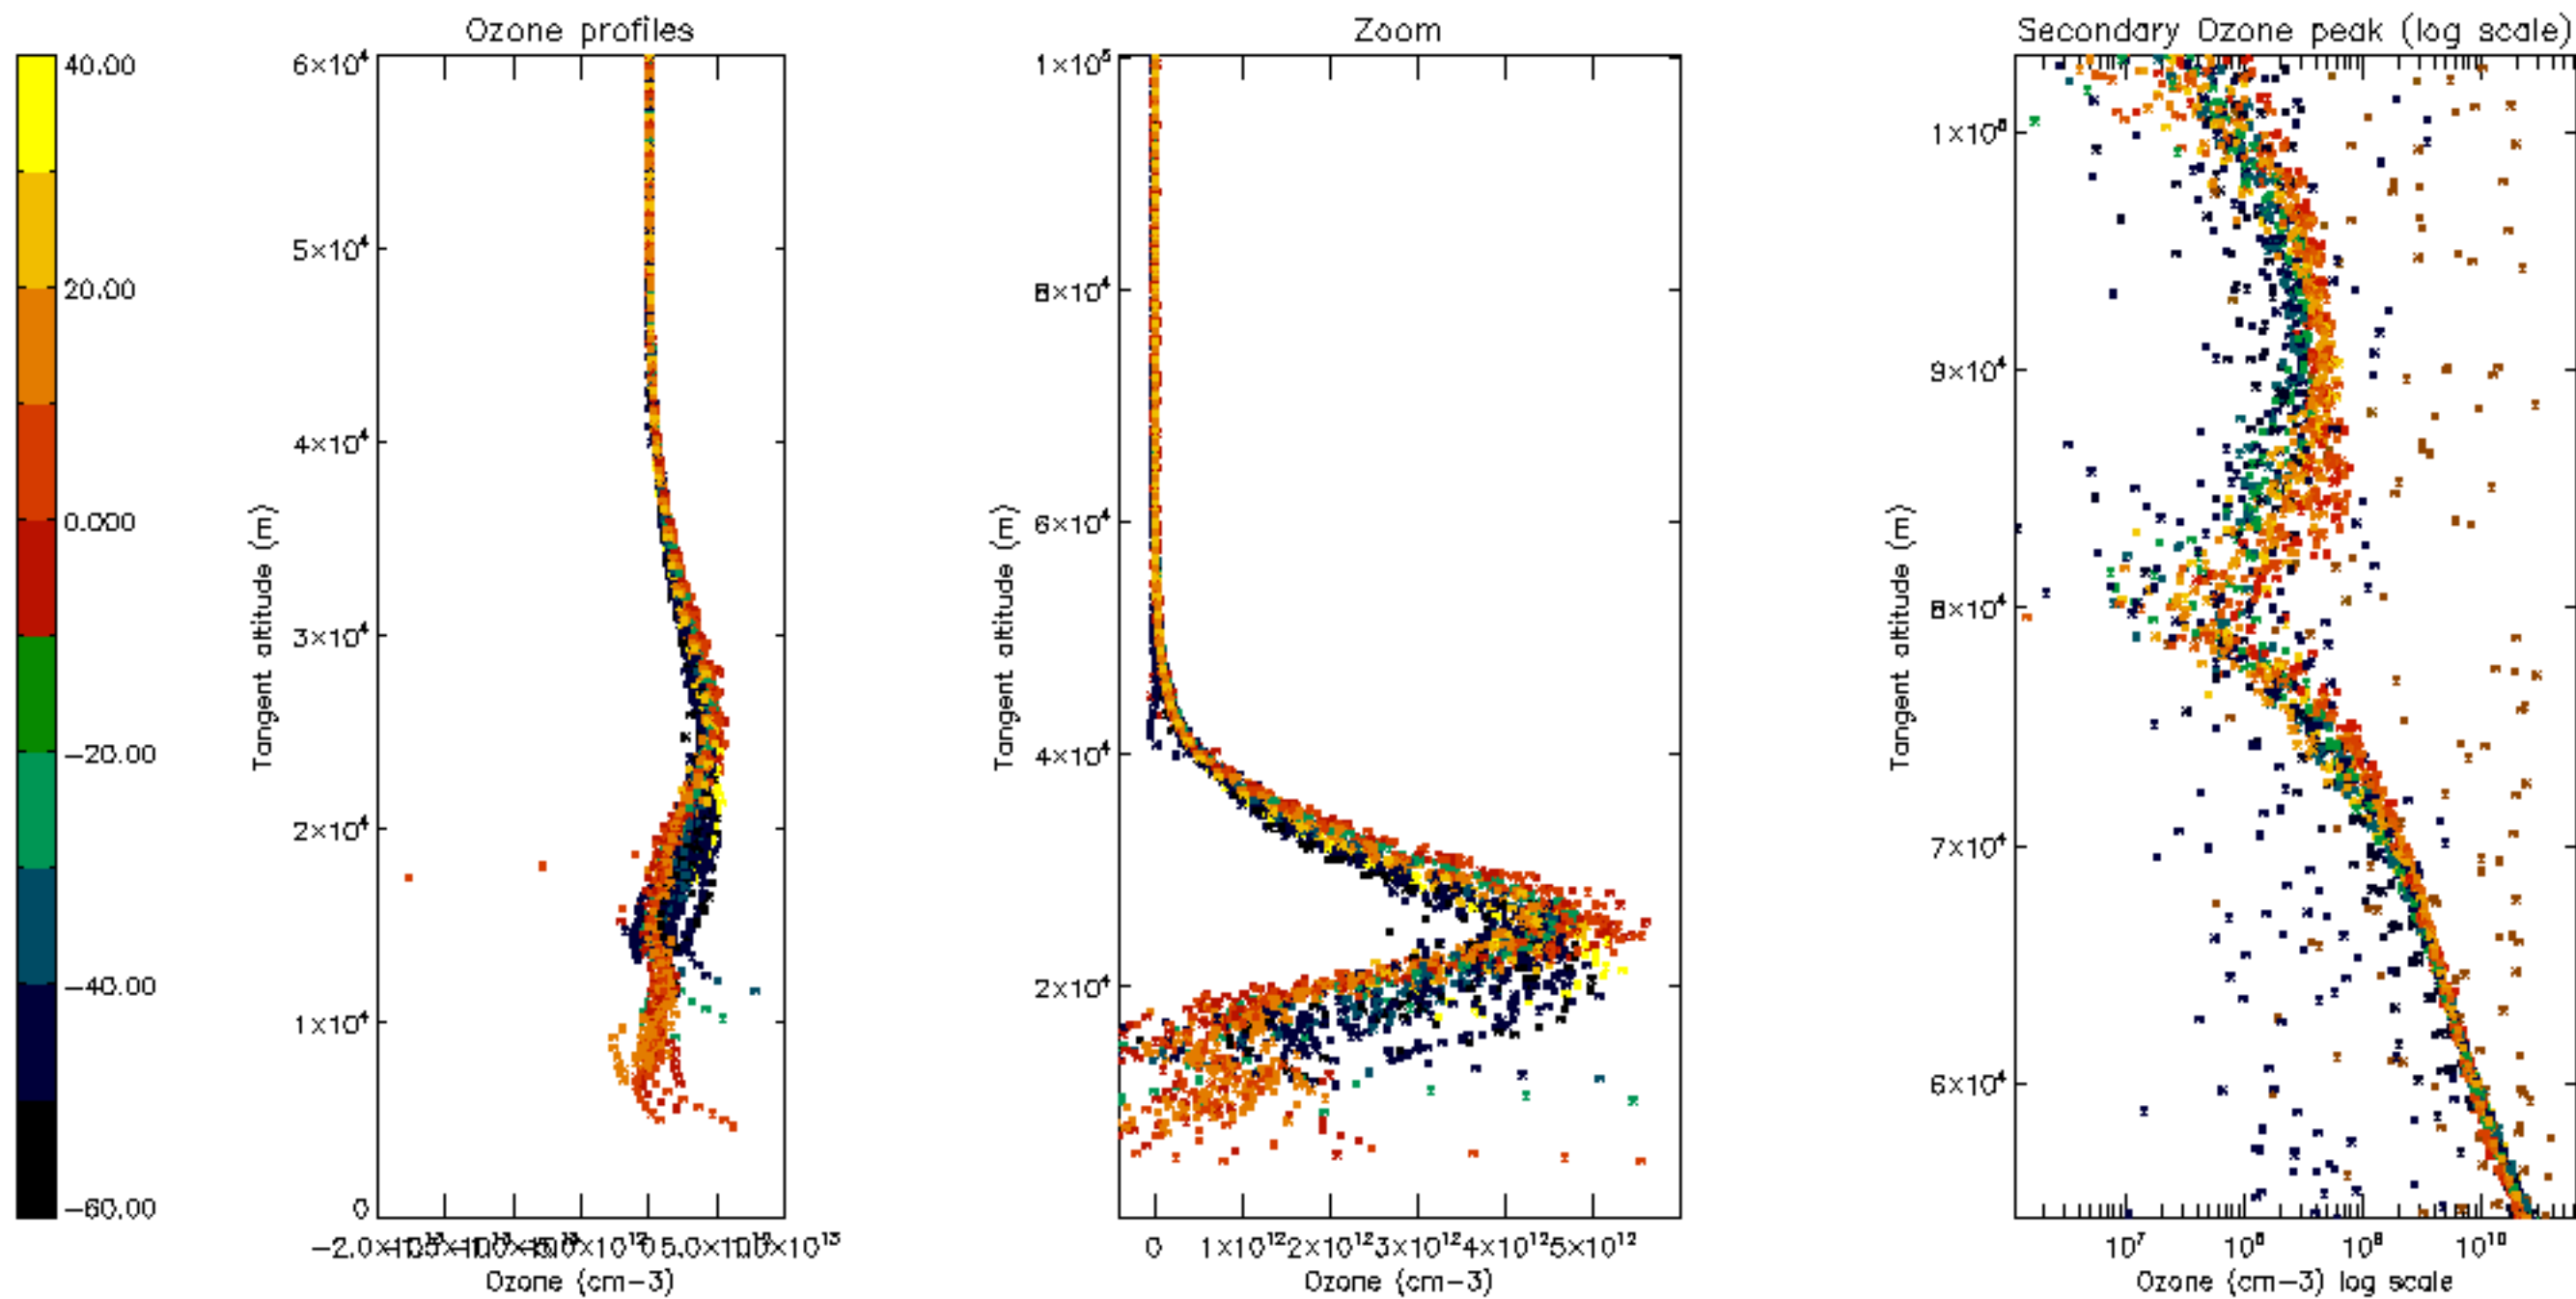 Ozone profiles
Zoom
Secondary Ozone peak (log scale)
40.00
20.00
0.000
−20.00
−40.00
−60.00
6×10⁴
5×10⁴
4×10⁴
3×10⁴
2×10⁴
1×10⁴
0
Tangent altitude (m)
Ozone (cm−3)
1×10⁵
8×10⁴
6×10⁴
4×10⁴
2×10⁴
Tangent altitude (m)
0 1×10¹² 2×10¹² 3×10¹² 4×10¹² 5×10¹²
Ozone (cm−3)
9×10⁴
8×10⁴
7×10⁴
6×10⁴
Tangent altitude (m)
10⁷ 10⁸ 10⁹ 10¹⁰
Ozone (cm−3) log scale